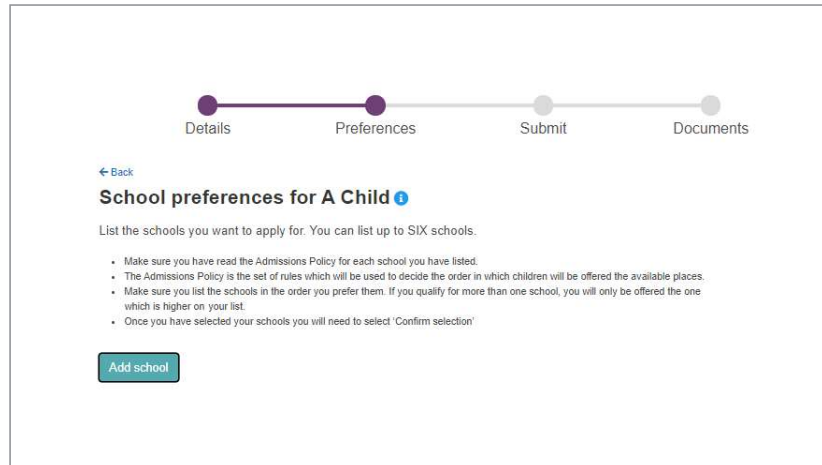 Details Preferences Submit Documents
← Back
School preferences for A Child
List the schools you want to apply for. You can list up to SIX schools.
• Make sure you have read the Admissions Policy for each school you have listed.
• The Admissions Policy is the set of rules which will be used to decide the order in which children will be offered the available places.
• Make sure you list the schools in the order you prefer them. If you qualify for more than one school, you will only be offered the one
which is higher on your list.
• Once you have selected your schools you will need to select ‘Confirm selection’
Add school